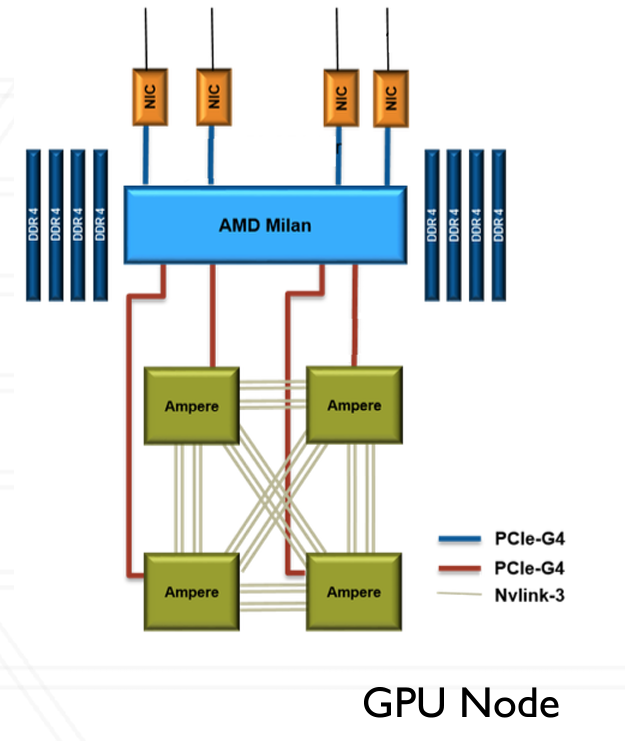 NIC
NIC
NIC
NIC
r
DDR 4
DDR 4
DDR 4
DDR 4
AMD Milan
DDR 4
DDR 4
DDR 4
DDR 4
Ampere
Ampere
Ampere
Ampere
PCIe-G4
PCIe-G4
Nvlink-3
GPU Node